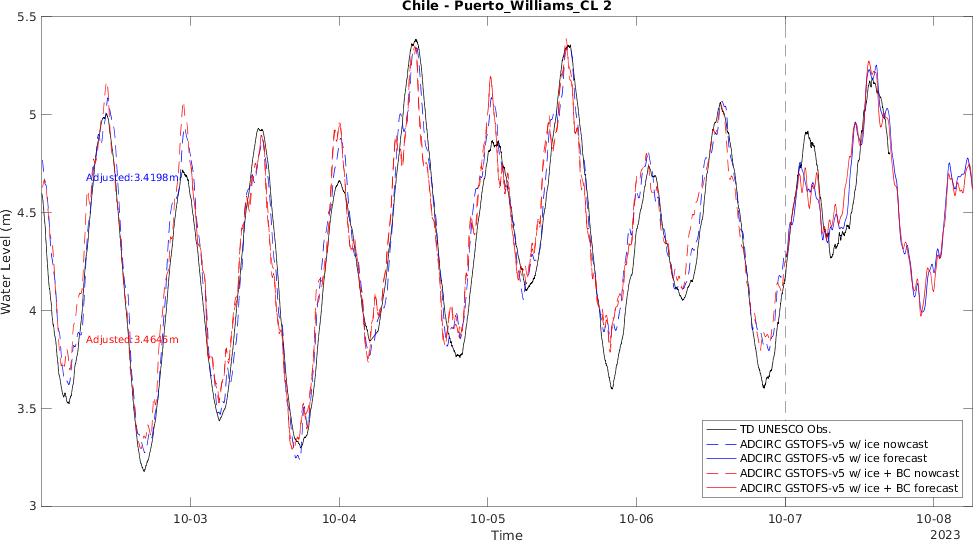 Chile - Puerto_Williams_CL 2
5.5
5
4.5
4
3.5
3
Water Level (m)
Adjusted:3.4198m
Adjusted:3.4645m
TD UNESCO Obs.
ADCIRC GSTOFS-v5 w/ ice nowcast
ADCIRC GSTOFS-v5 w/ ice forecast
ADCIRC GSTOFS-v5 w/ ice + BC nowcast
ADCIRC GSTOFS-v5 w/ ice + BC forecast
10-03
10-04
10-05
10-06
10-07
10-08
Time
2023